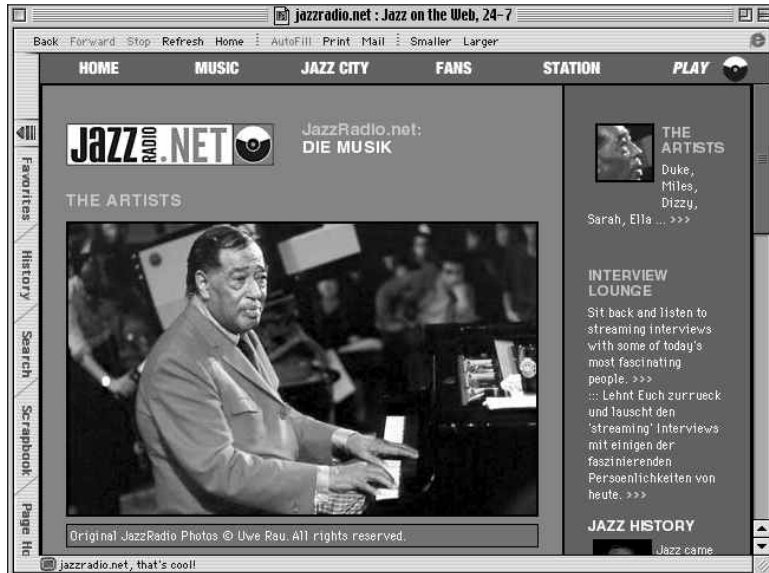 jazzradio.net : Jazz on the Web, 24-7
Back Forward Stop Refresh Home AutoFill Print Mail Smaller Larger
HOME MUSIC JAZZ CITY FANS STATION PLAY
Favorites
History
Search
Scrapbook
Page Ho
JAZZ RADIO .NET
JazzRadio.net:
DIE MUSIK
THE ARTISTS
Original JazzRadio Photos © Uwe Rau. All rights reserved.
THE
ARTISTS
Duke,
Miles,
Dizzy,
Sarah, Ella ... >>>
INTERVIEW
LOUNGE
Sit back and listen to
streaming interviews
with some of today's
most fascinating
people. >>>
::: Lehnt Euch zurrueck
und lauscht den
'streaming' Interviews
mit einigen der
faszinierenden
Persoenlichkeiten von
heute. >>>
JAZZ HISTORY
Jazz came
jazzradio.net, that's cool!